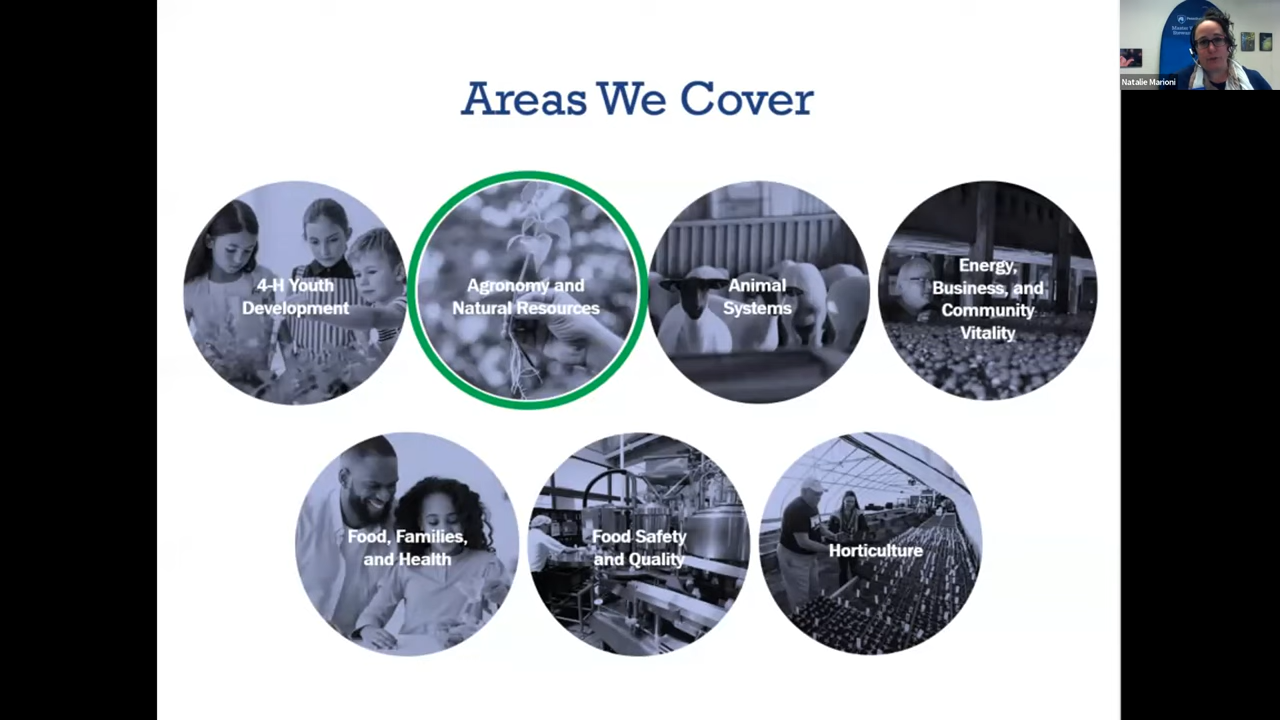 Areas We Cover
4-H Youth
Development
Agronomy and
Natural Resources
Animal
Systems
Energy,
Business, and
Community
Vitality
Food, Families,
and Health
Food Safety
and Quality
Horticulture
Natalie Marioni